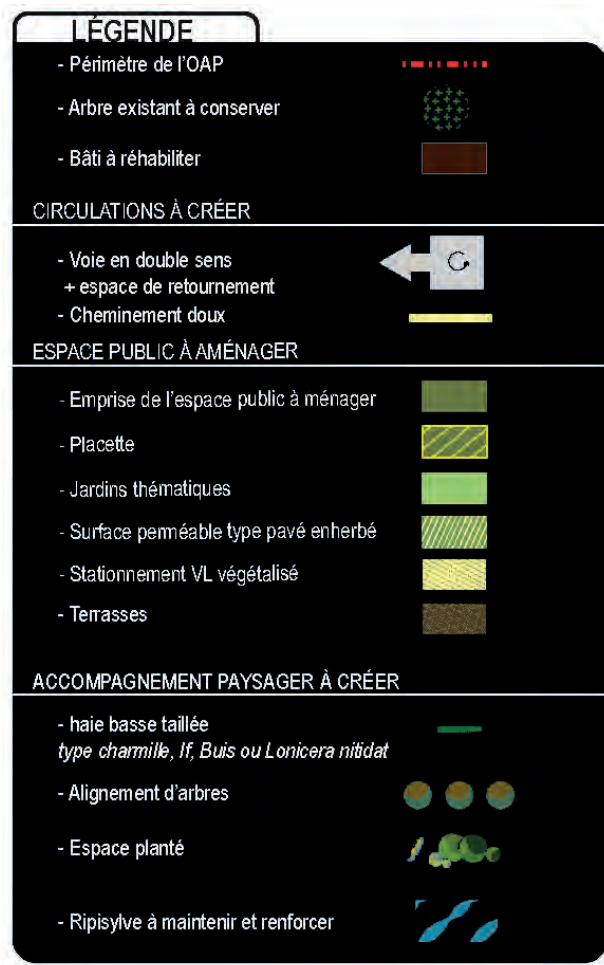 LÉGENDE
- Périmètre de l'OAP
- Arbre existant à conserver
- Bâti à réhabiliter
CIRCULATIONS À CRÉER
- Voie en double sens
+ espace de retournement
- Cheminement doux
ESPACE PUBLIC À AMÉNAGER
- Emprise de l'espace public à ménager
- Placette
- Jardins thématiques
- Surface perméable type pavé enherbé
- Stationnement VL végétalisé
- Terrasses
ACCOMPAGNEMENT PAYSAGER À CRÉER
- haie basse taillée
type charmille, If, Buis ou Lonicera nitidat
- Alignement d'arbres
- Espace planté
- Ripisylve à maintenir et renforcer